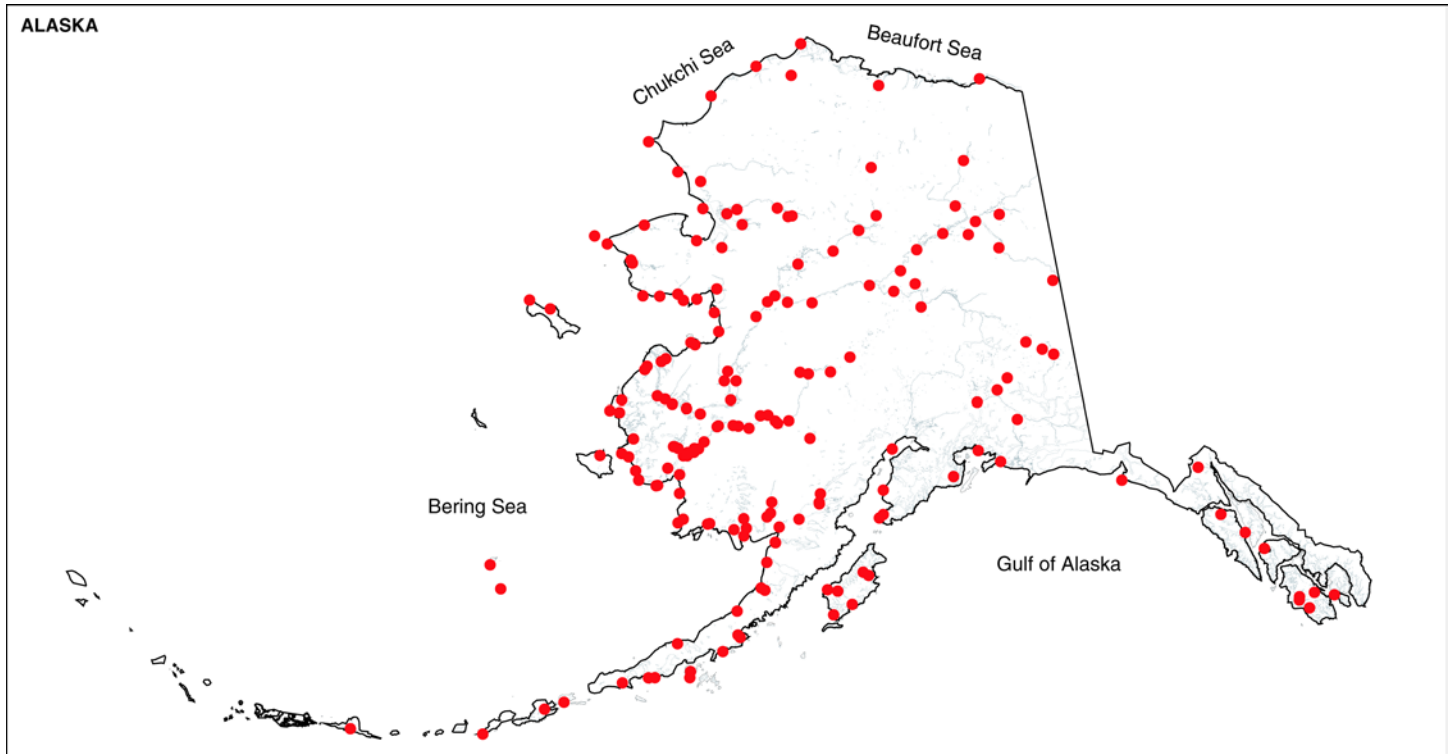 ALASKA
Chukchi Sea
Beaufort Sea
Bering Sea
Gulf of Alaska